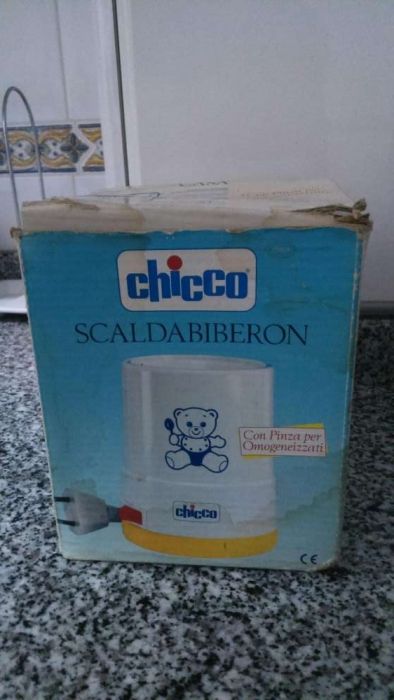 chicco
SCALDABIBERON
Con Pinza per
Omogeneizzati
chicco
CE